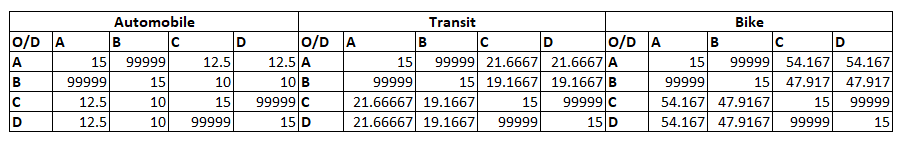 Automobile Transit Bike
O/D A B C D O/D A B C D O/D A B C D
A 15 99999 12.5 12.5 A 15 99999 21.6667 21.6667 A 15 99999 54.167 54.167
B 99999 15 10 10 B 99999 15 19.1667 19.1667 B 99999 15 47.917 47.917
C 12.5 10 15 99999 C 21.66667 19.1667 15 99999 C 54.167 47.9167 15 99999
D 12.5 10 99999 15 D 21.66667 19.1667 99999 15 D 54.167 47.9167 99999 15